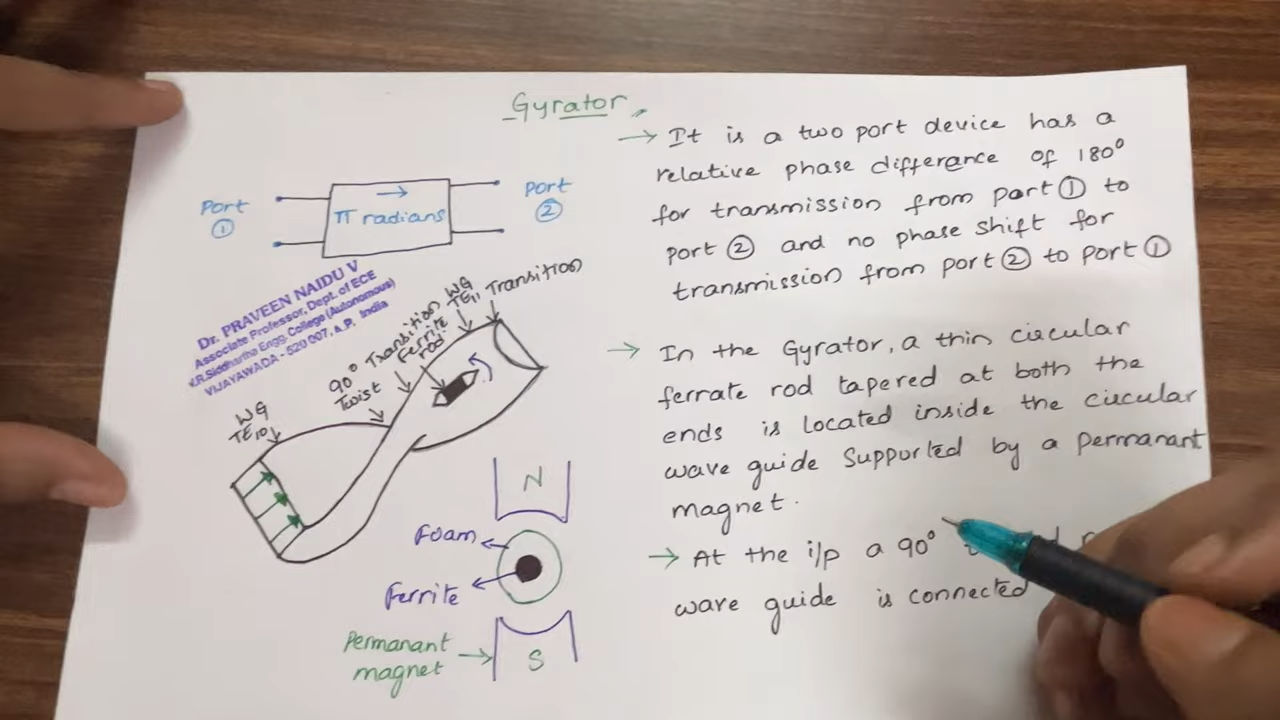 Gyrator
→ It is a two port device has a
relative phase differance of 180°
for transmission from part ① to
port ② and no phase shift for
transmission from port ② to port ①
Port
①
→
π radians
Port
②
Dr. PRAVEEN NAIDU V
Associate Professor, Dept. of ECE
V.R.Siddhartha Engg.College (Autonomous)
VIJAYAWADA - 520 007, A.P. India
WG
TE10
90°
Twist
Transition
Ferrite
rod
WG
TE11
Transition
→ In the Gyrator, a thin circular
ferrate rod tapered at both the
ends is located inside the circular
wave guide supported by a permanant
magnet.
→ At the i/p a 90°
wave guide is connected
N
Foam
Ferrite
Permanant
magnet
S